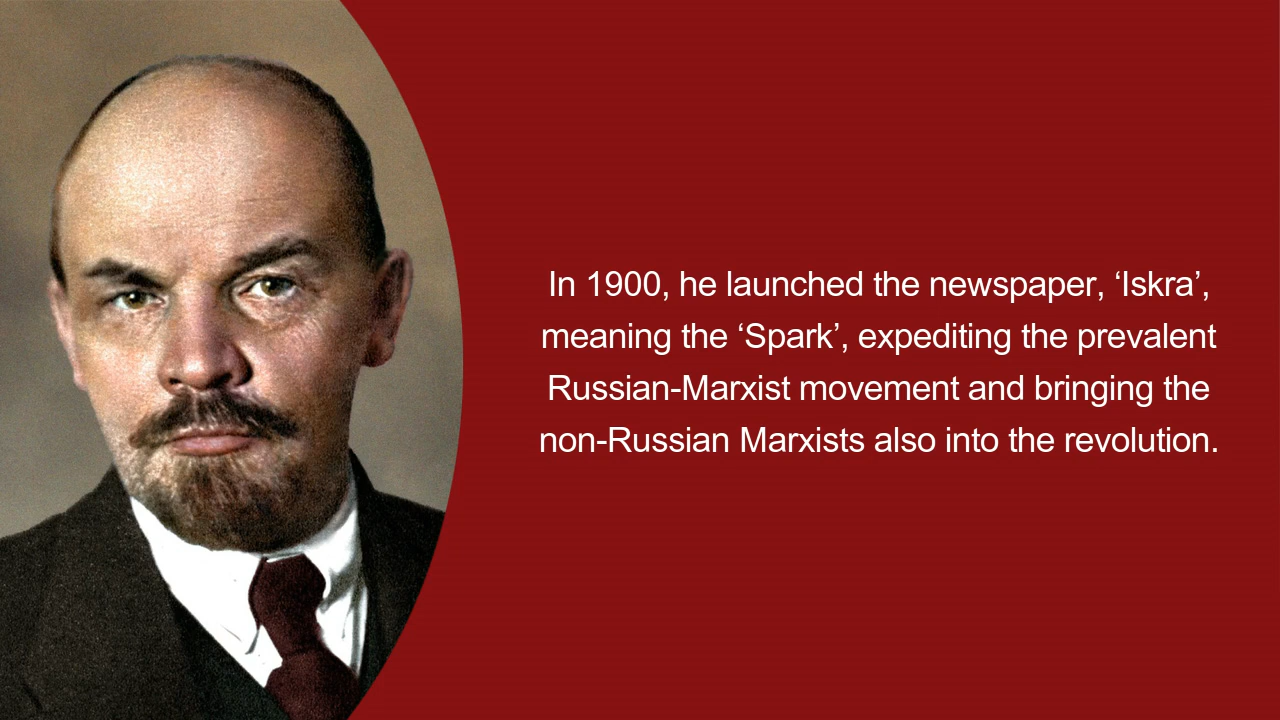 In 1900, he launched the newspaper, ‘Iskra’,
meaning the ‘Spark’, expediting the prevalent
Russian-Marxist movement and bringing the
non-Russian Marxists also into the revolution.